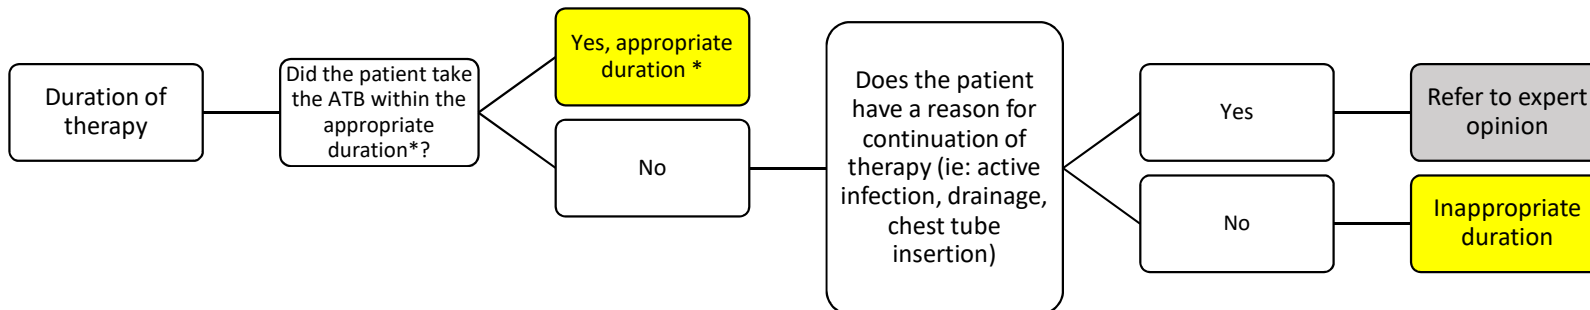 Duration of
therapy
Did the patient take
the ATB within the
appropriate
duration*?
Yes, appropriate
duration *
No
Does the patient
have a reason for
continuation of
therapy (ie: active
infection, drainage,
chest tube
insertion)
Yes
No
Refer to expert
opinion
Inappropriate
duration